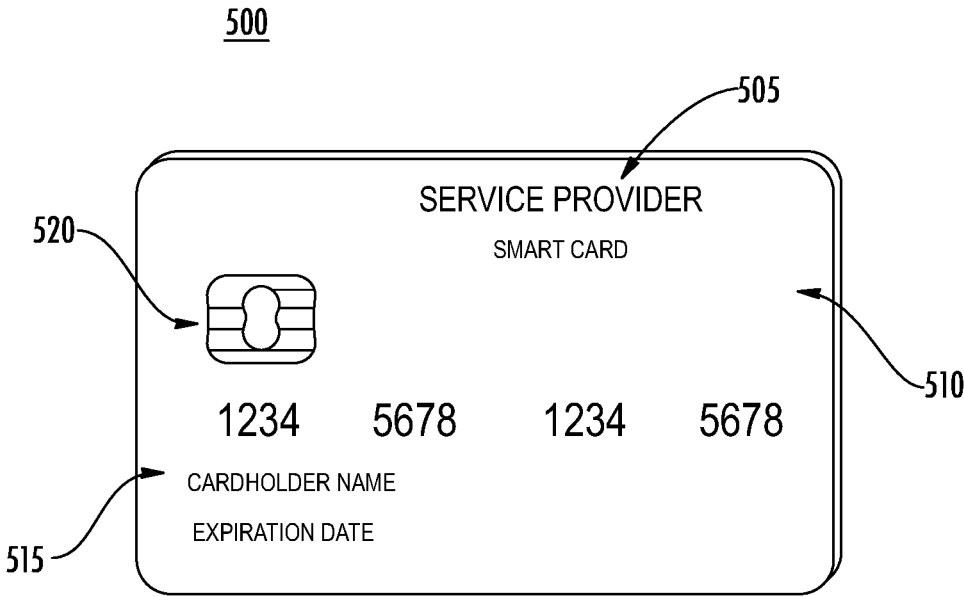 500
505
SERVICE PROVIDER
520
SMART CARD
510
1234 5678 1234 5678
CARDHOLDER NAME
515
EXPIRATION DATE